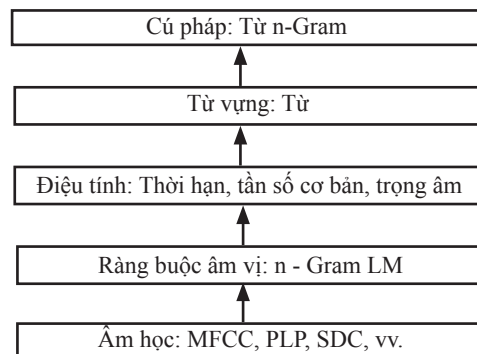 Cú pháp: Từ n-Gram
Từ vựng: Từ
Điệu tính: Thời hạn, tần số cơ bản, trọng âm
Ràng buộc âm vị: n - Gram LM
Âm học: MFCC, PLP, SDC, vv.